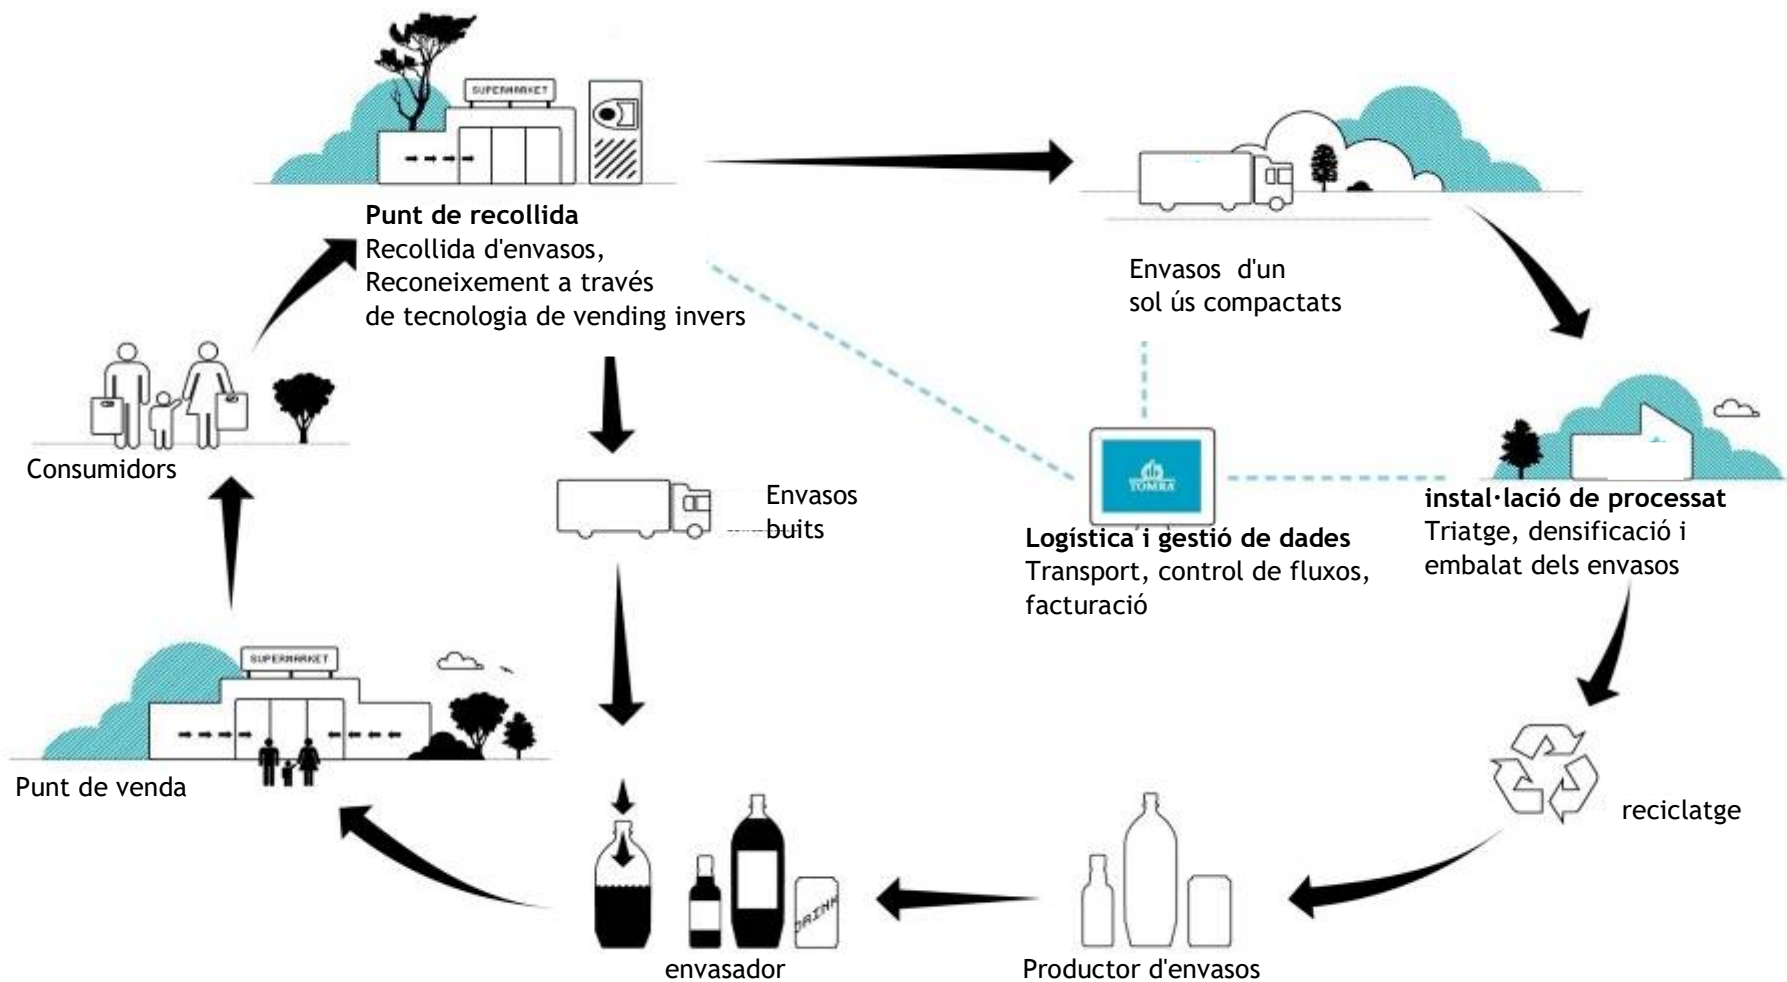 SUPERMARKET
Punt de recollida
Recollida d'envasos,
Reconeixement a través
de tecnologia de vending invers
Envasos d'un
sol ús compactats
Consumidors
Envasos
buits
TOMRA
Logística i gestió de dades
Transport, control de fluxos,
facturació
instal·lació de processat
Triatge, densificació i
embalat dels envasos
SUPERMARKET
Punt de venda
reciclatge
DRINK
envasador
Productor d'envasos